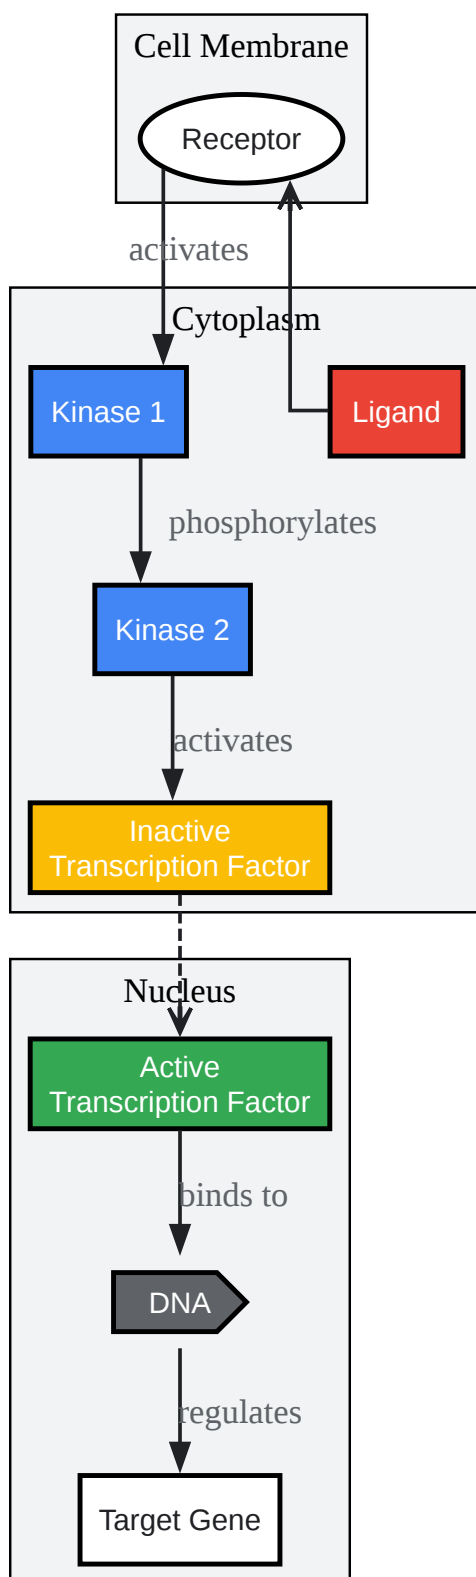 Cell Membrane
Receptor
activates
Cytoplasm
Kinase 1
Ligand
phosphorylates
Kinase 2
activates
Inactive
Transcription Factor
Nucleus
Active
Transcription Factor
binds to
DNA
regulates
Target Gene